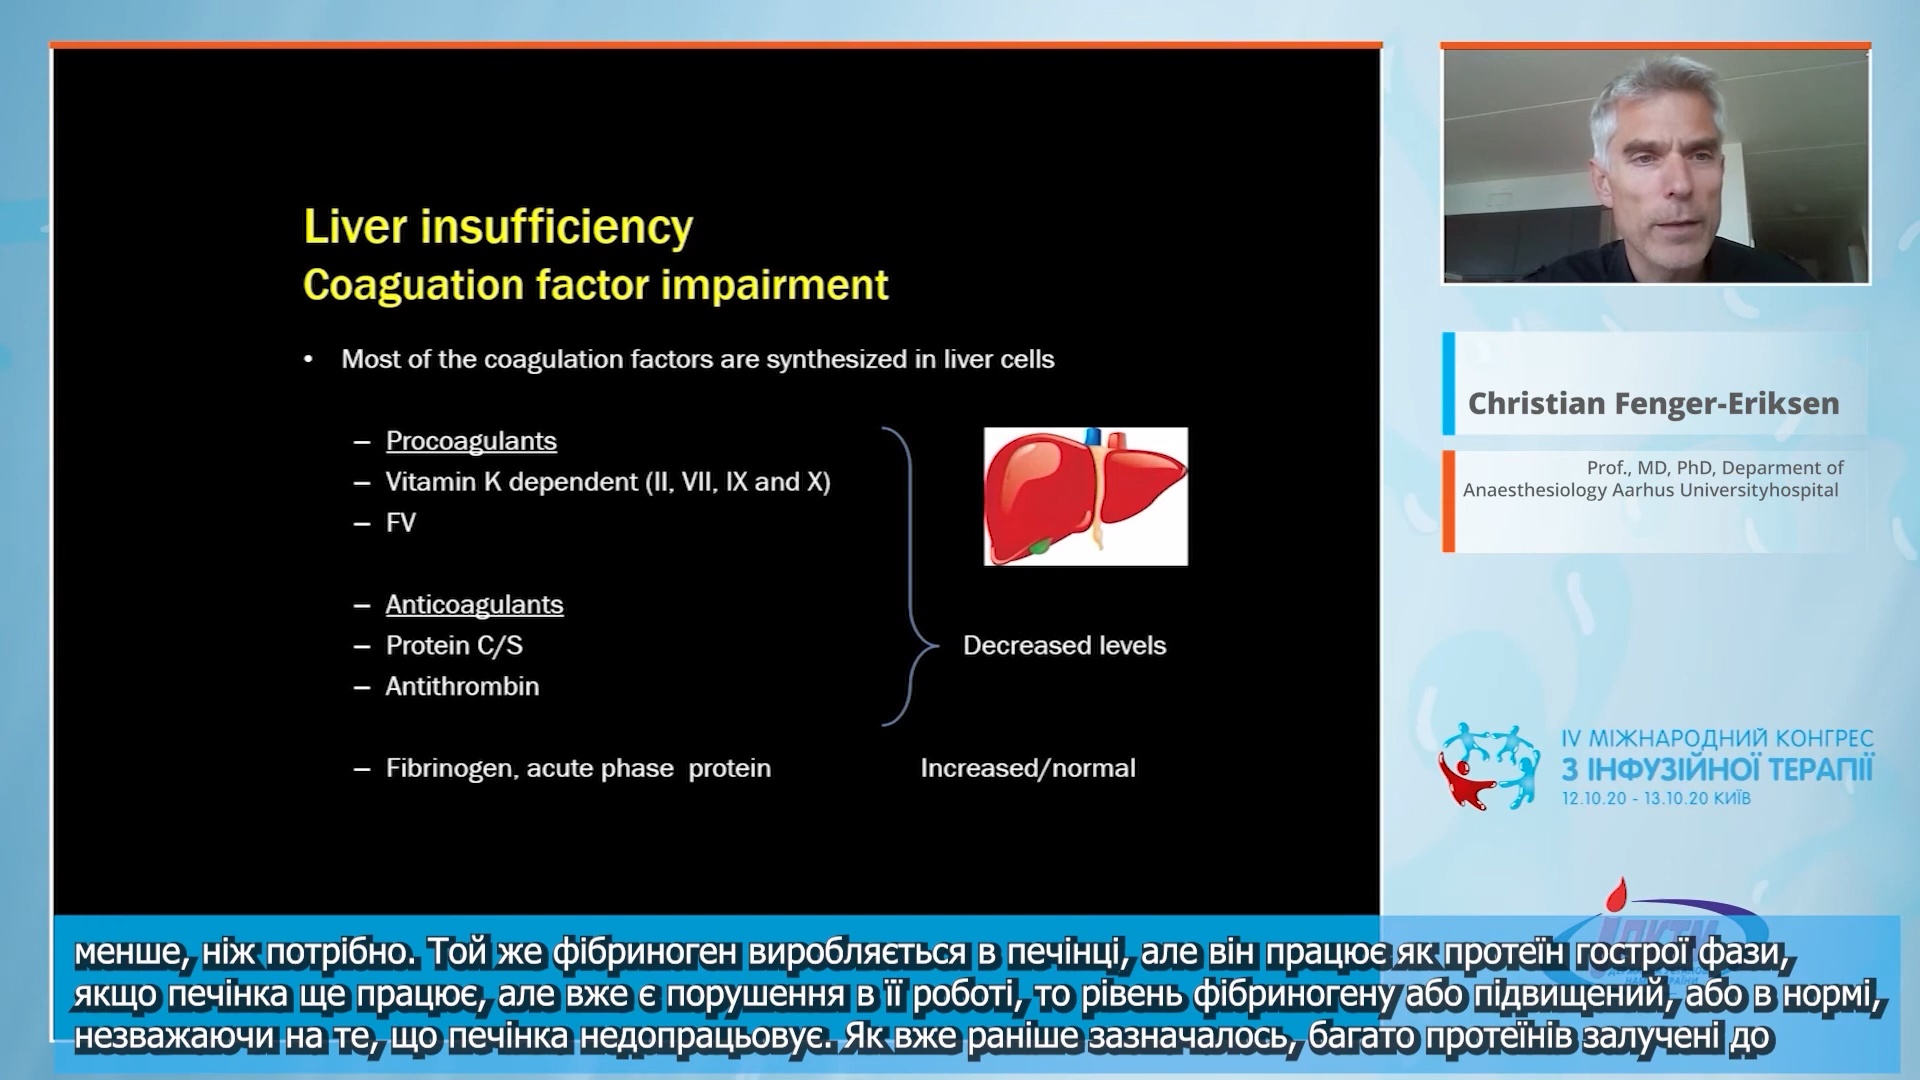 Liver insufficiency
Coaguation factor impairment
• Most of the coagulation factors are synthesized in liver cells
– Procoagulants
– Vitamin K dependent (II, VII, IX and X)
– FV
– Anticoagulants
– Protein C/S
– Antithrombin
Decreased levels
– Fibrinogen, acute phase protein
Increased/normal
Christian Fenger-Eriksen
Prof., MD, PhD, Deparment of
Anaesthesiology Aarhus Universityhospital
IV МІЖНАРОДНИЙ КОНГРЕС
З ІНФУЗІЙНОЇ ТЕРАПІЇ
12.10.20 - 13.10.20 КИЇВ
менше, ніж потрібно. Той же фібриноген виробляється в печінці, але він працює як протеїн гострої фази,
якщо печінка ще працює, але вже є порушення в її роботі, то рівень фібриногену або підвищений, або в нормі,
незважаючи на те, що печінка недопрацьовує. Як вже раніше зазначалось, багато протеїнів залучені до